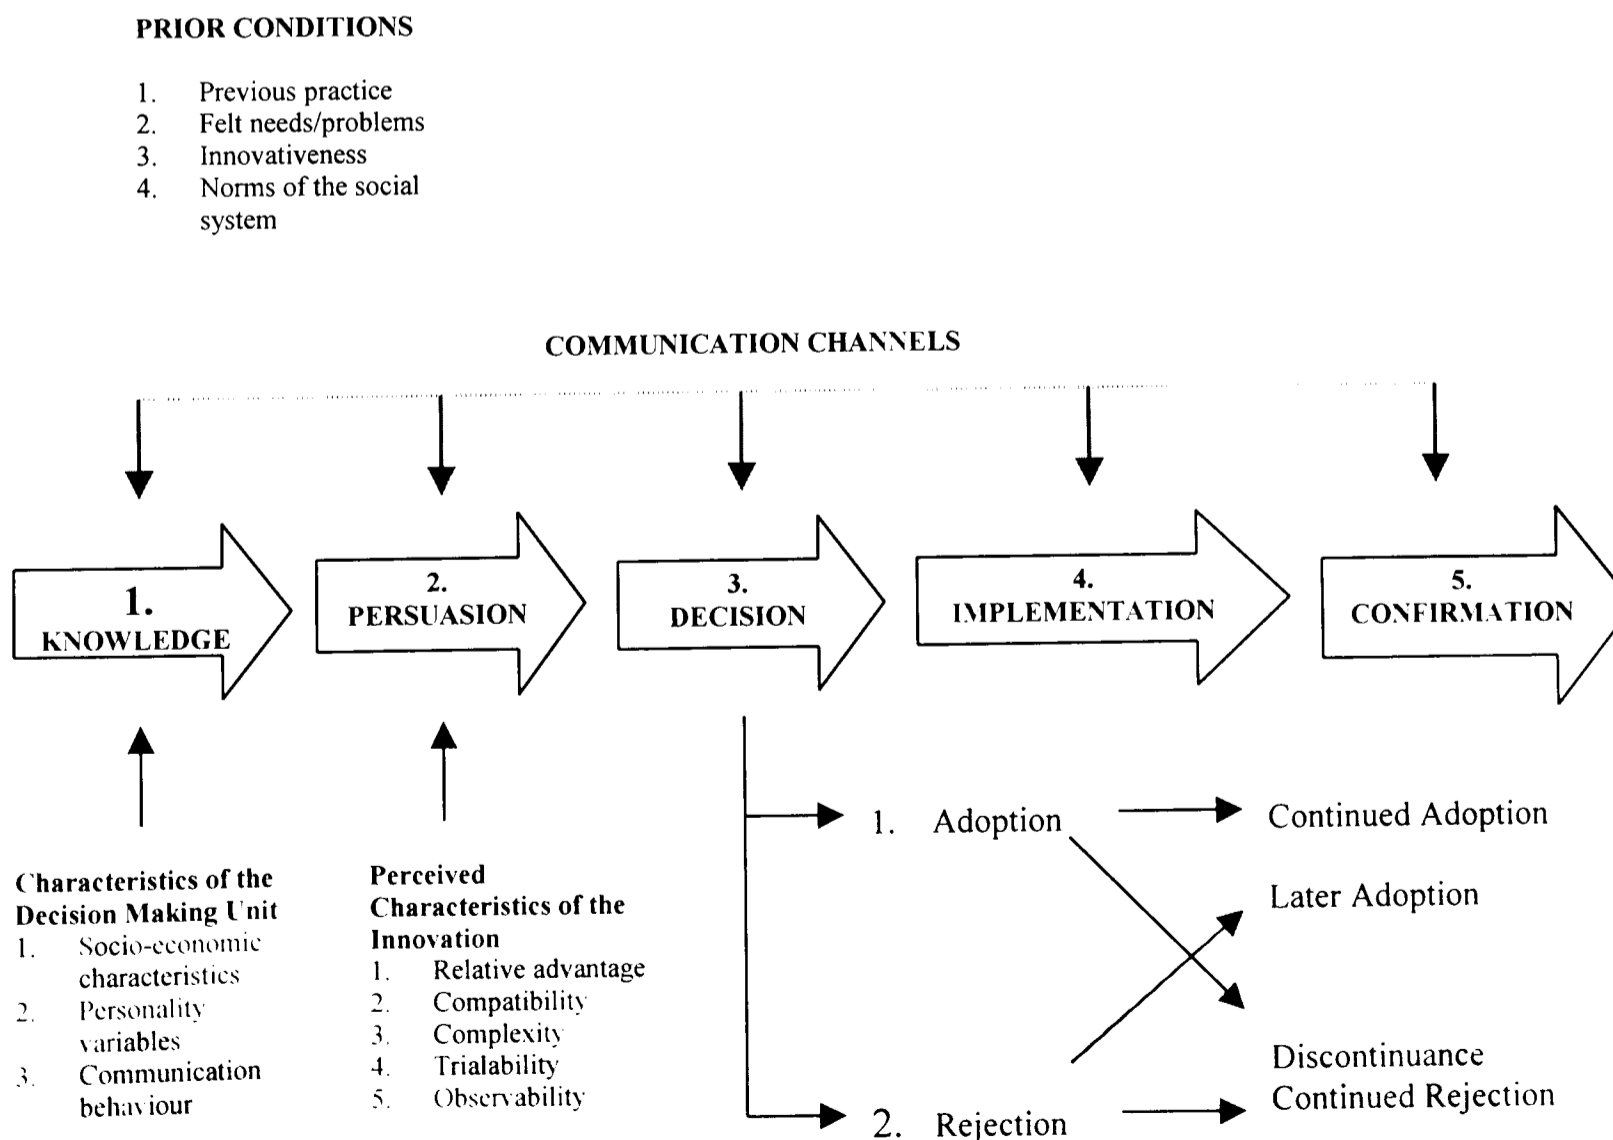 PRIOR CONDITIONS
1. Previous practice
2. Felt needs/problems
3. Innovativeness
4. Norms of the social
system
COMMUNICATION CHANNELS
1.
KNOWLEDGE
2.
PERSUASION
3.
DECISION
4.
IMPLEMENTATION
5.
CONFIRMATION
Characteristics of the
Decision Making Unit
1. Socio-economic
characteristics
2. Personality
variables
3. Communication
behaviour
Perceived
Characteristics of the
Innovation
1. Relative advantage
2. Compatibility
3. Complexity
4. Trialability
5. Observability
1. Adoption
Continued Adoption
Later Adoption
Discontinuance
Continued Rejection
2. Rejection